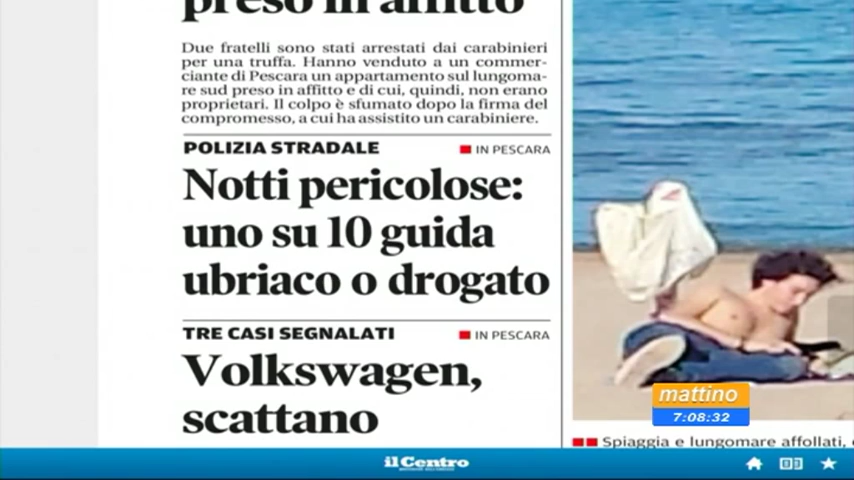 preso in affitto
Due fratelli sono stati arrestati dai carabinieri
per una truffa. Hanno venduto a un commer-
ciante di Pescara un appartamento sul lungoma-
re sud preso in affitto e di cui, quindi, non erano
proprietari. Il colpo è sfumato dopo la firma del
compromesso, a cui ha assistito un carabiniere.
POLIZIA STRADALE
IN PESCARA
Notti pericolose:
uno su 10 guida
ubriaco o drogato
TRE CASI SEGNALATI
IN PESCARA
Volkswagen,
scattano
mattino
7:08:32
Spiaggia e lungomare affollati,
il Centro